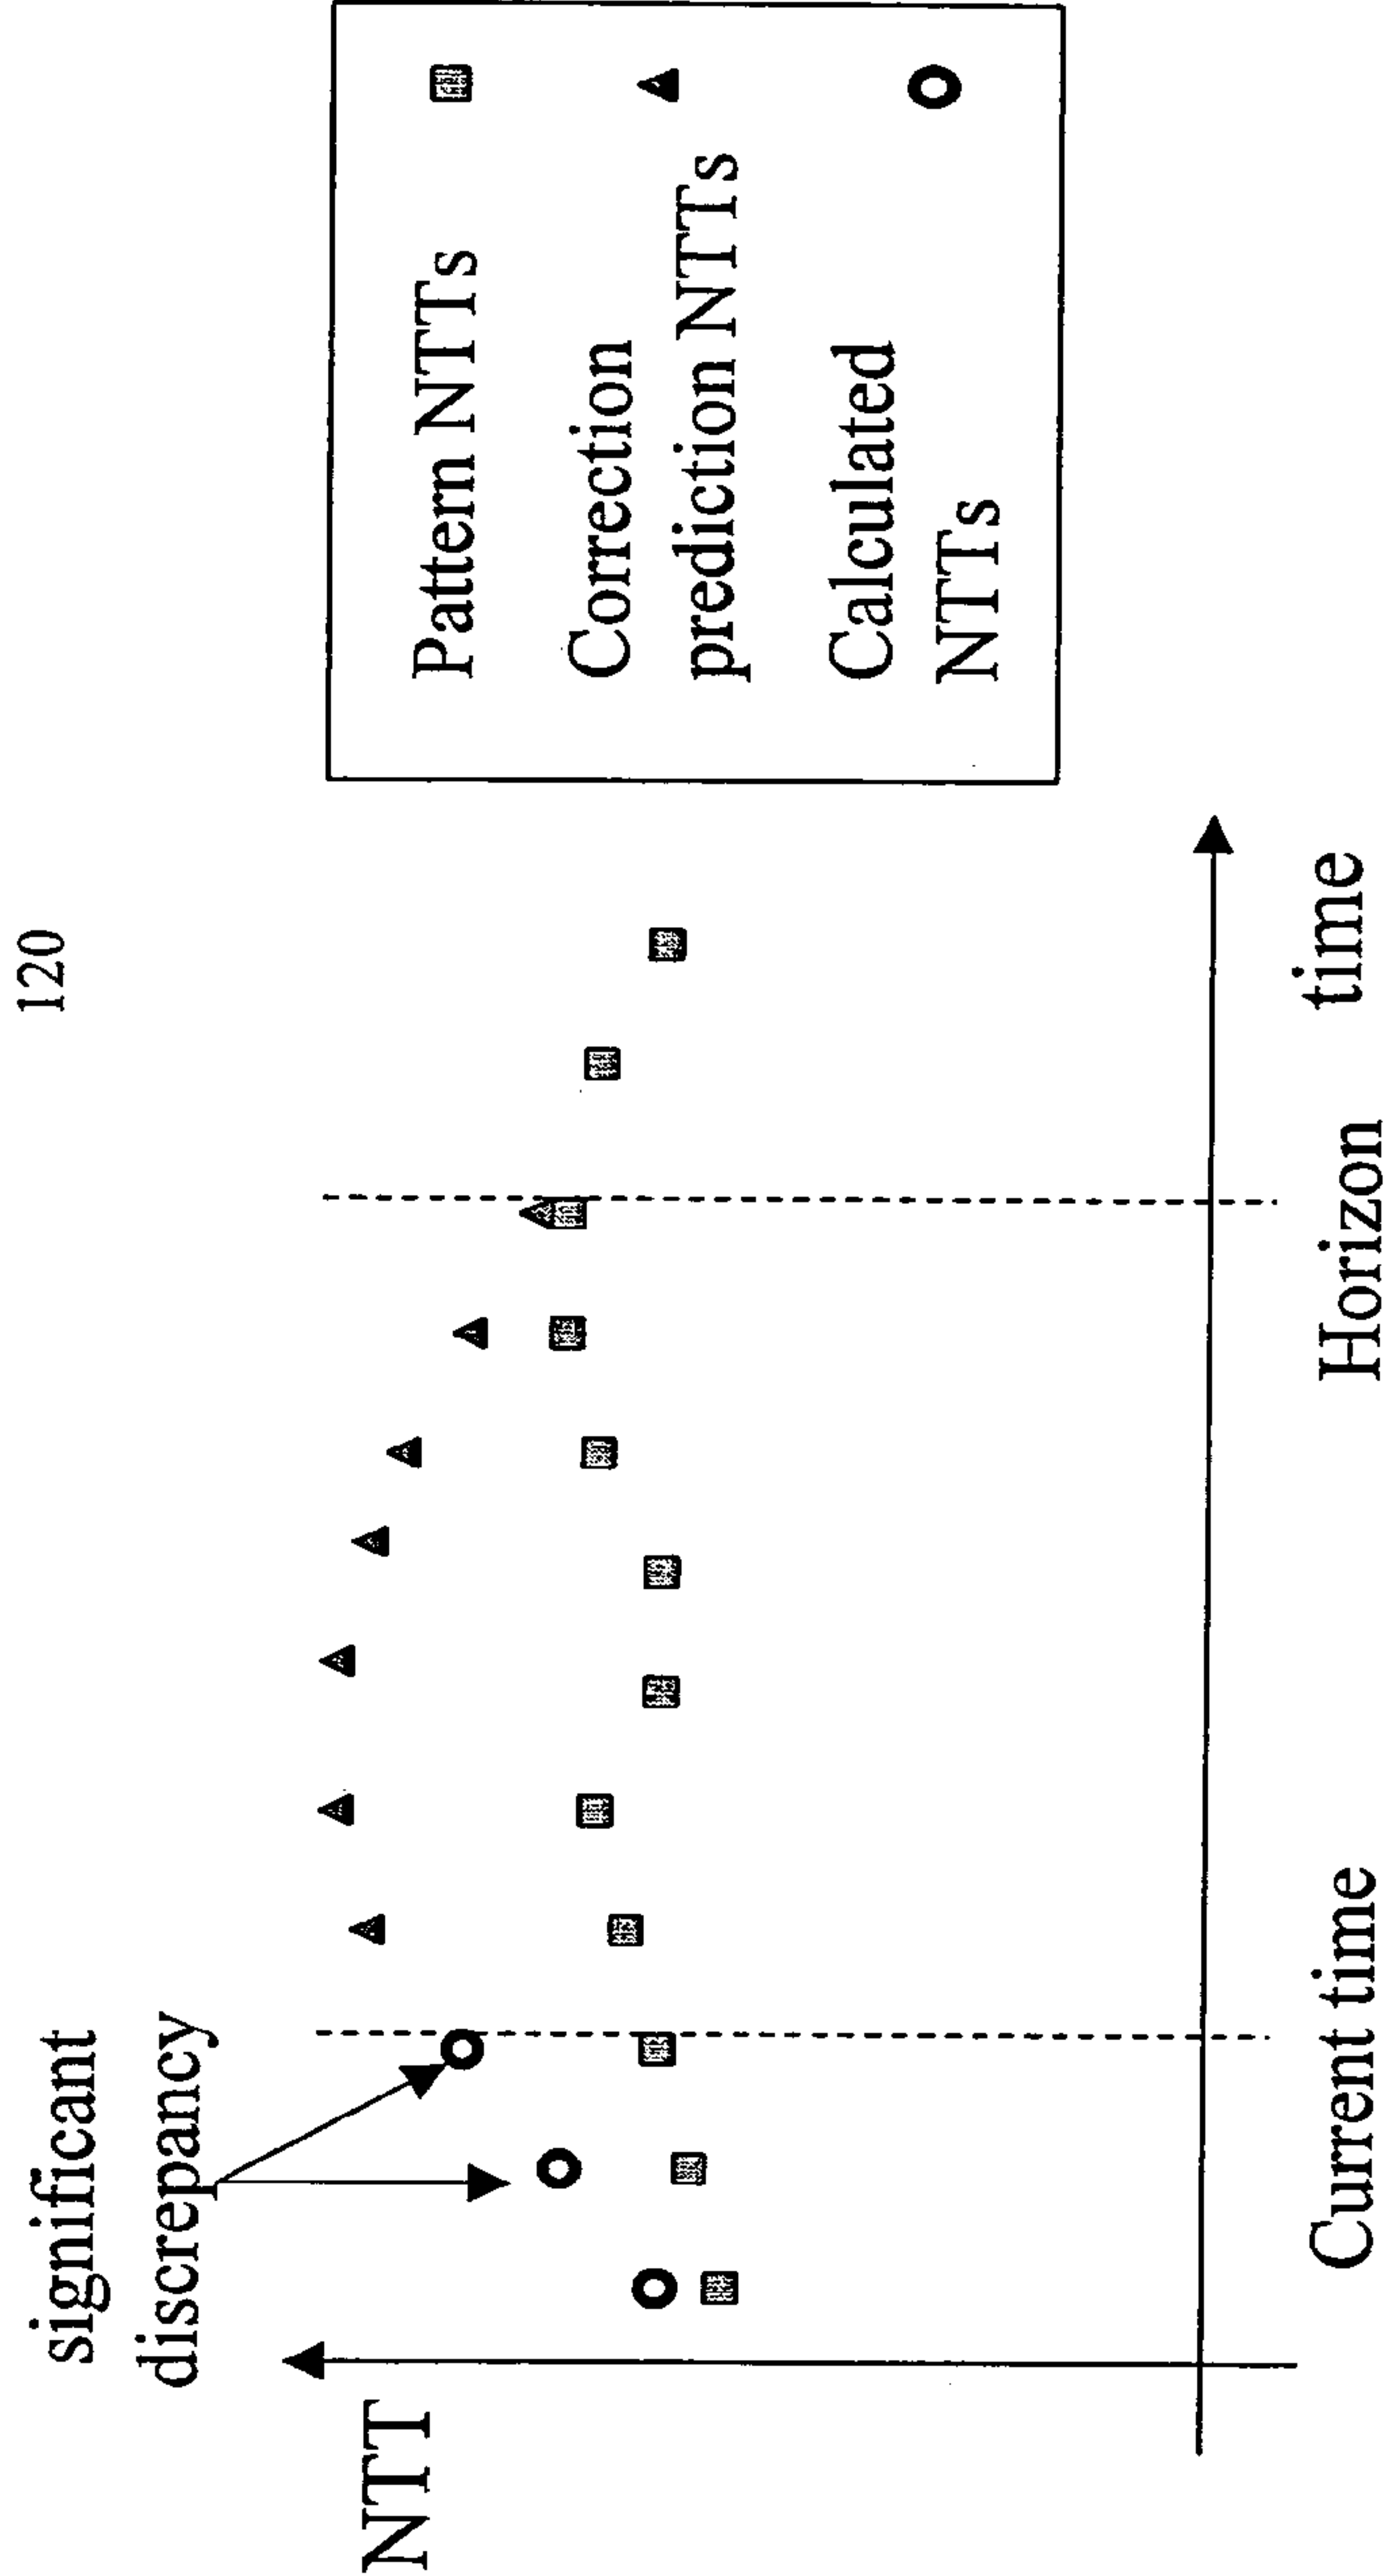 120
significant
discrepancy
NTT
Current time
Horizon
time
Pattern NTTs
Correction
prediction NTTs
Calculated
NTTs